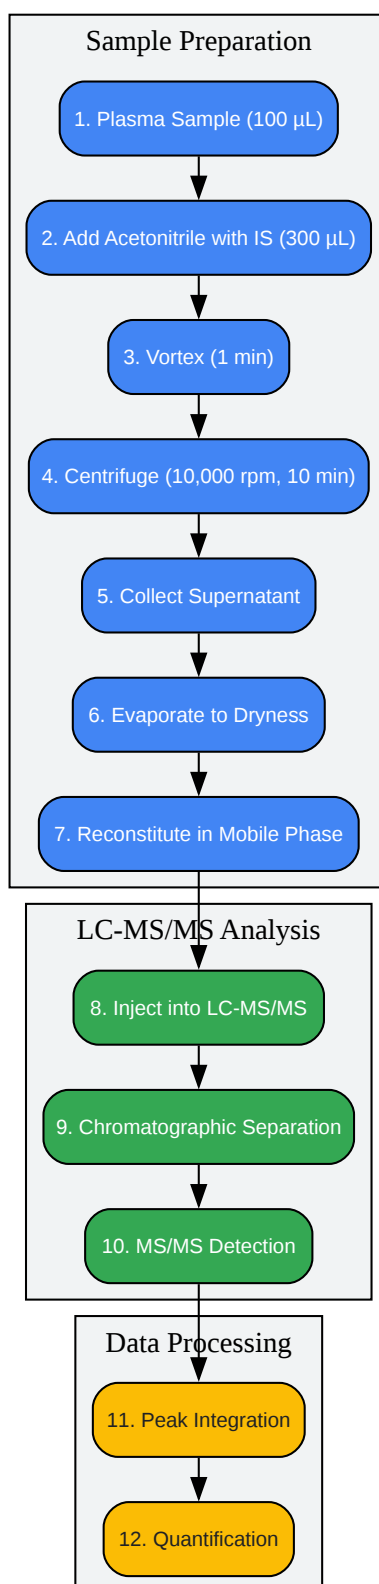 Sample Preparation
1. Plasma Sample (100 µL)
2. Add Acetonitrile with IS (300 µL)
3. Vortex (1 min)
4. Centrifuge (10,000 rpm, 10 min)
5. Collect Supernatant
6. Evaporate to Dryness
7. Reconstitute in Mobile Phase
LC-MS/MS Analysis
8. Inject into LC-MS/MS
9. Chromatographic Separation
10. MS/MS Detection
Data Processing
11. Peak Integration
12. Quantification